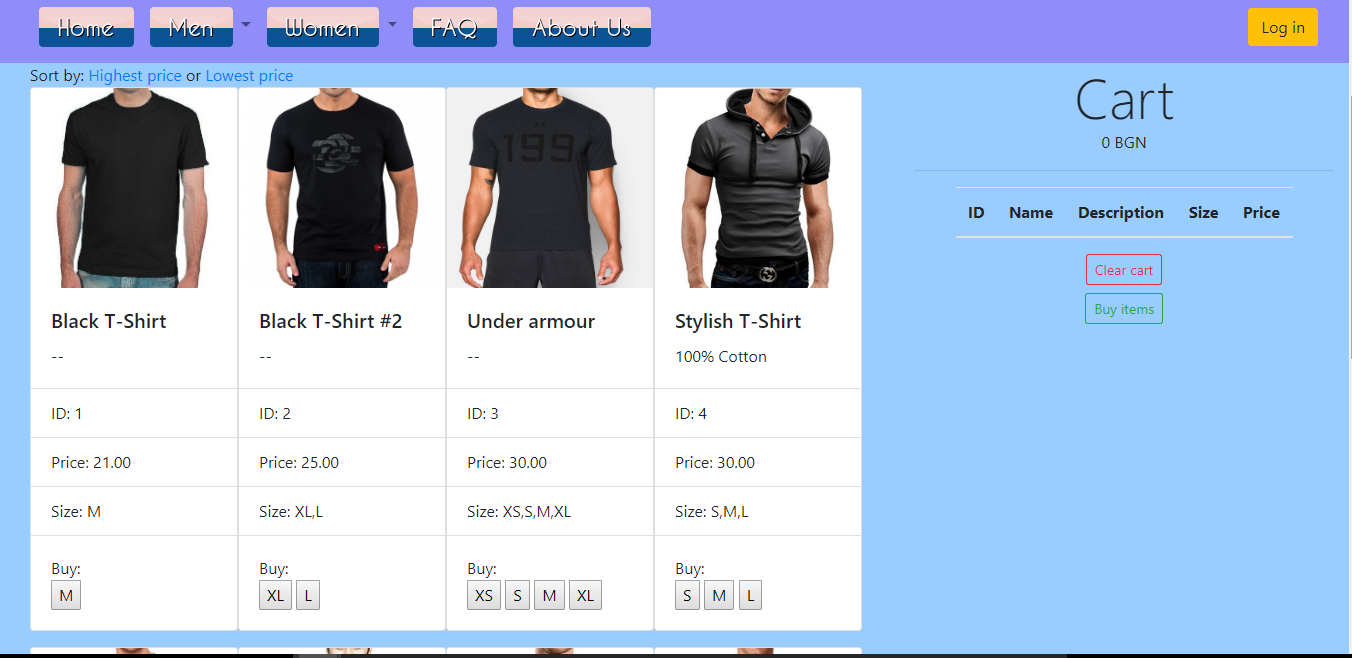 Home Men Women FAQ About Us Log in
Sort by: Highest price or Lowest price
199
Black T-Shirt
--
ID: 1
Price: 21.00
Size: M
Buy:
M
Black T-Shirt #2
--
ID: 2
Price: 25.00
Size: XL,L
Buy:
XL L
Under armour
--
ID: 3
Price: 30.00
Size: XS,S,M,XL
Buy:
XS S M XL
Stylish T-Shirt
100% Cotton
ID: 4
Price: 30.00
Size: S,M,L
Buy:
S M L
Cart
0 BGN
ID Name Description Size Price
Clear cart
Buy items